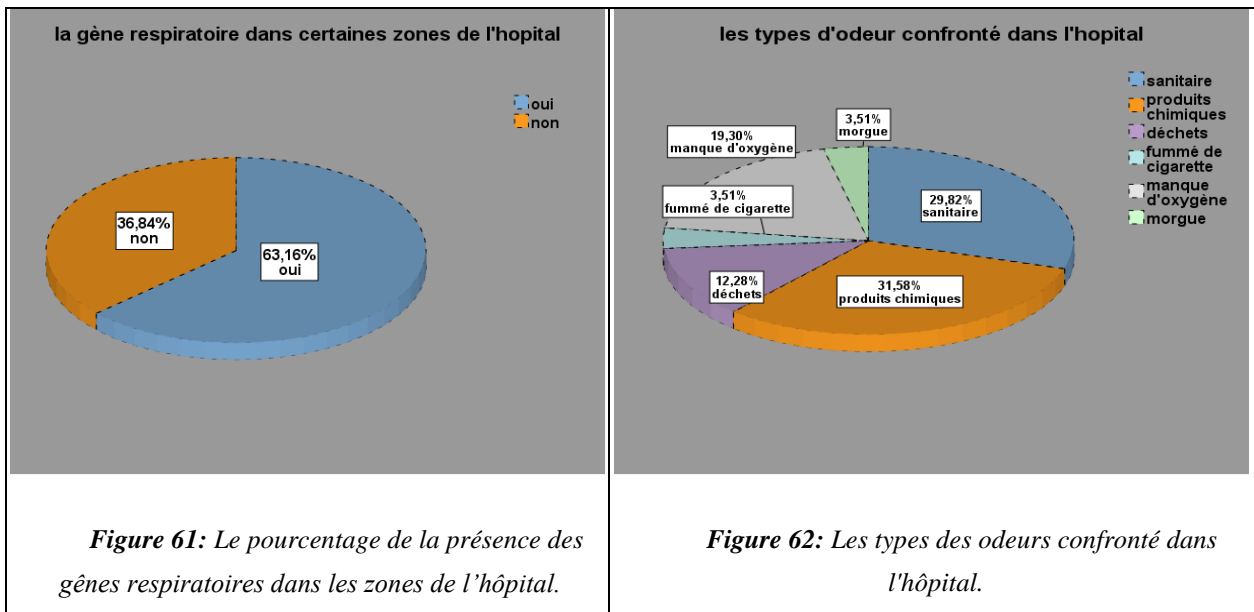 la gène respiratoire dans certaines zones de l'hopital
oui
non
36,84%
non
63,16%
oui
Figure 61: Le pourcentage de la présence des
gênes respiratoires dans les zones de l’hôpital.
les types d'odeur confronté dans l'hopital
sanitaire
produits
chimiques
déchets
fummé de
cigarette
manque
d'oxygène
morgue
3,51%
morgue
19,30%
manque d'oxygène
29,82%
sanitaire
3,51%
fummé de cigarette
12,28%
déchets
31,58%
produits chimiques
Figure 62: Les types des odeurs confronté dans
l'hôpital.